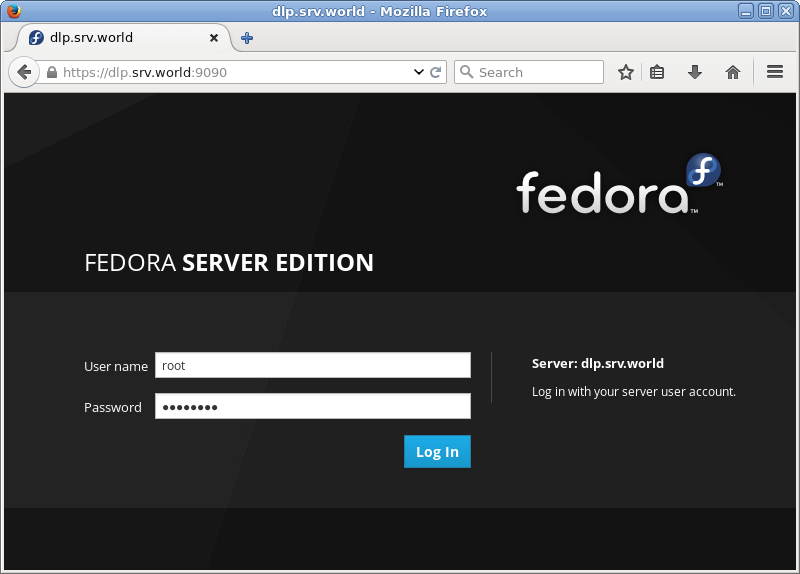 dlp.srv.world - Mozilla Firefox
dlp.srv.world
https://dlp.srv.world:9090
Search
fedora™
™
FEDORA SERVER EDITION
User name root
Server: dlp.srv.world
Log in with your server user account.
Password ••••••••
Log In